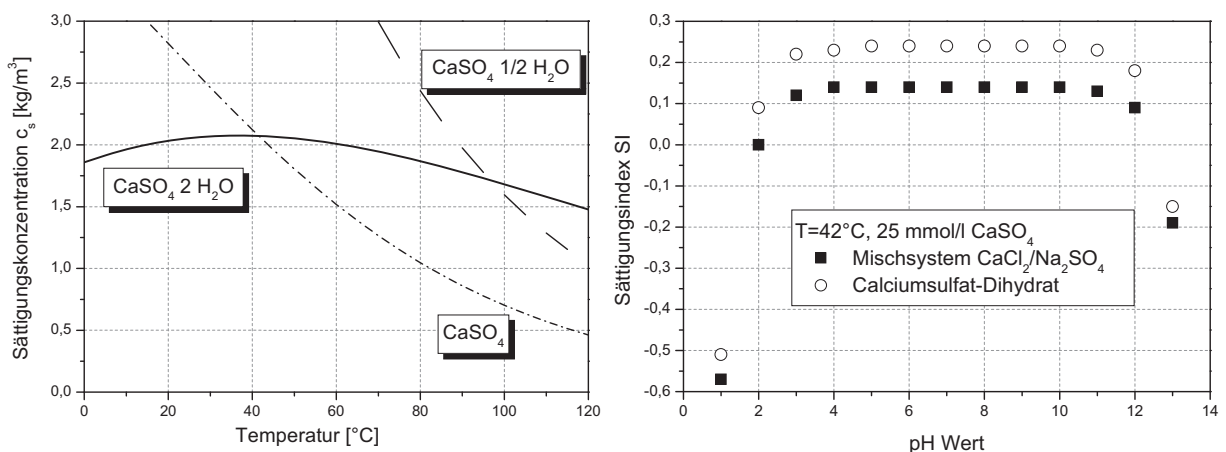 3,0
2,5
2,0
1,5
1,0
0,5
0,0
Sättigungskonzentration c_s [kg/m³]
CaSO₄ 1/2 H₂O
CaSO₄ 2 H₂O
CaSO₄
0 20 40 60 80 100 120
Temperatur [°C]
0,3
0,2
0,1
0,0
-0,1
-0,2
-0,3
-0,4
-0,5
-0,6
Sättigungsindex SI
T=42°C, 25 mmol/l CaSO₄
Mischsystem CaCl₂/Na₂SO₄
Calciumsulfat-Dihydrat
0 2 4 6 8 10 12 14
pH Wert